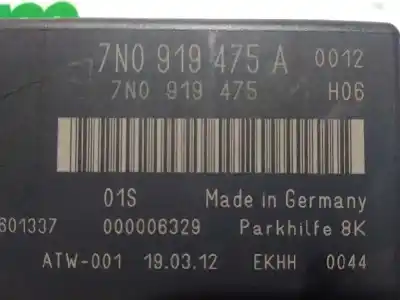 7N0 919 475 A 0012
7N0 919 475 H06
01S Made in Germany
601337 000006329 Parkhilfe 8K
ATW-001 19.03.12 EKHH 0044